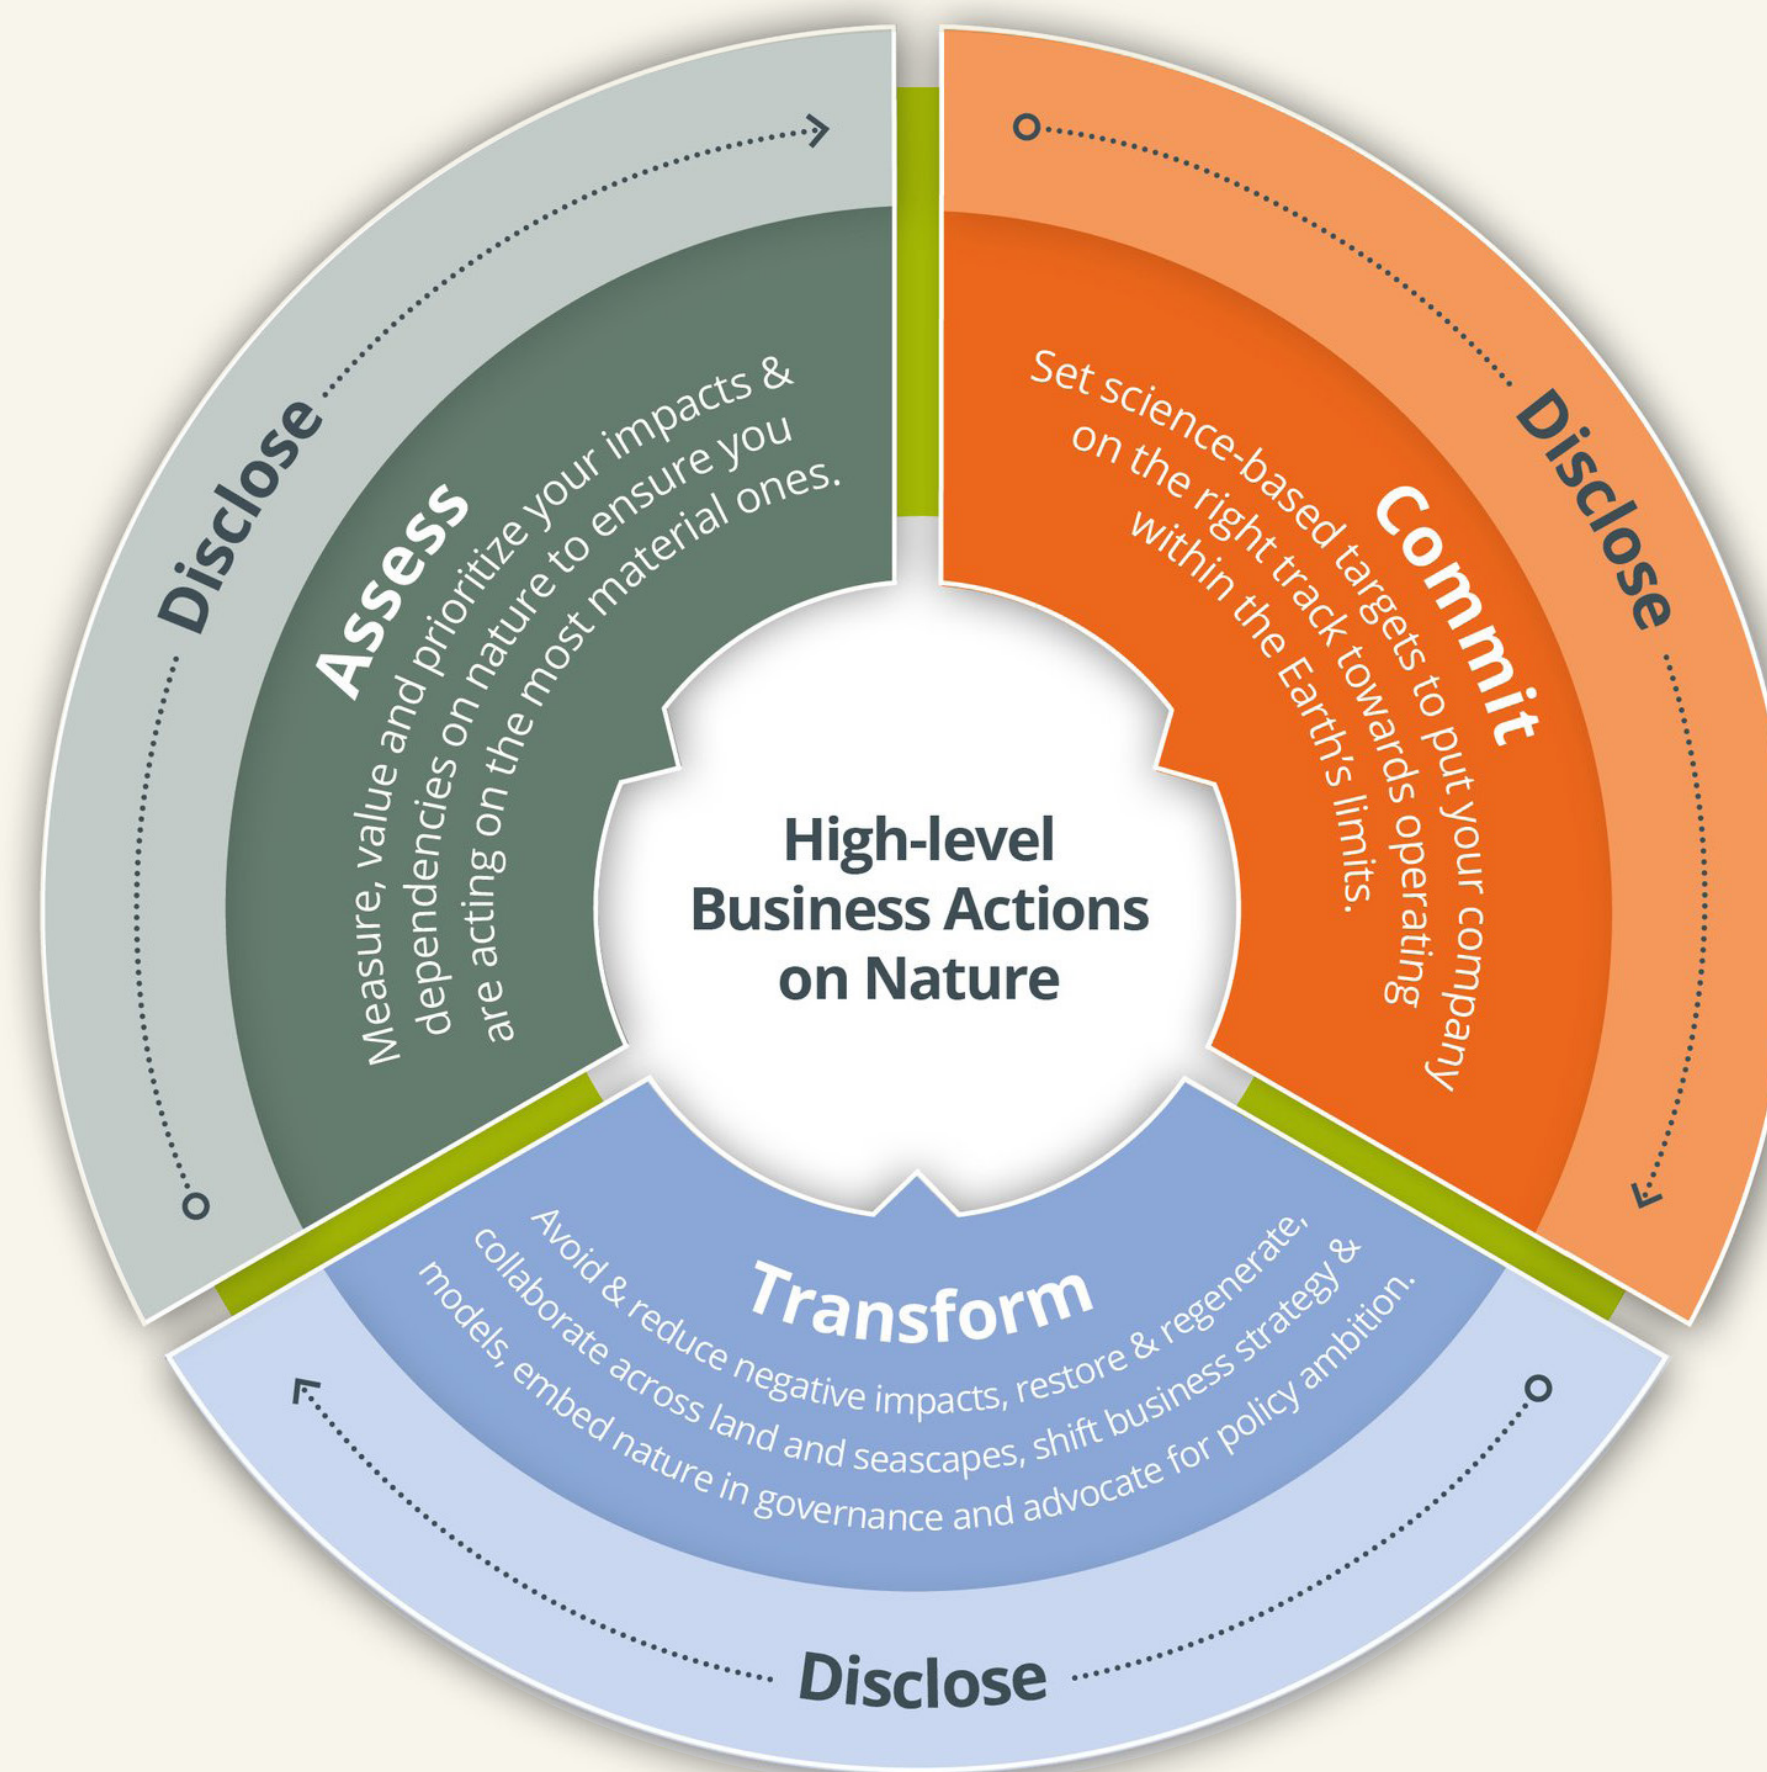 High-level
Business Actions
on Nature
Disclose
Assess
Measure, value and prioritize your impacts &
dependencies on nature to ensure you
are acting on the most material ones.
Disclose
Commit
Set science-based targets to put your company
on the right track towards operating
within the Earth's limits.
Transform
Avoid & reduce negative impacts, restore & regenerate,
collaborate across land and seascapes, shift business strategy &
models, embed nature in governance and advocate for policy ambition.
Disclose